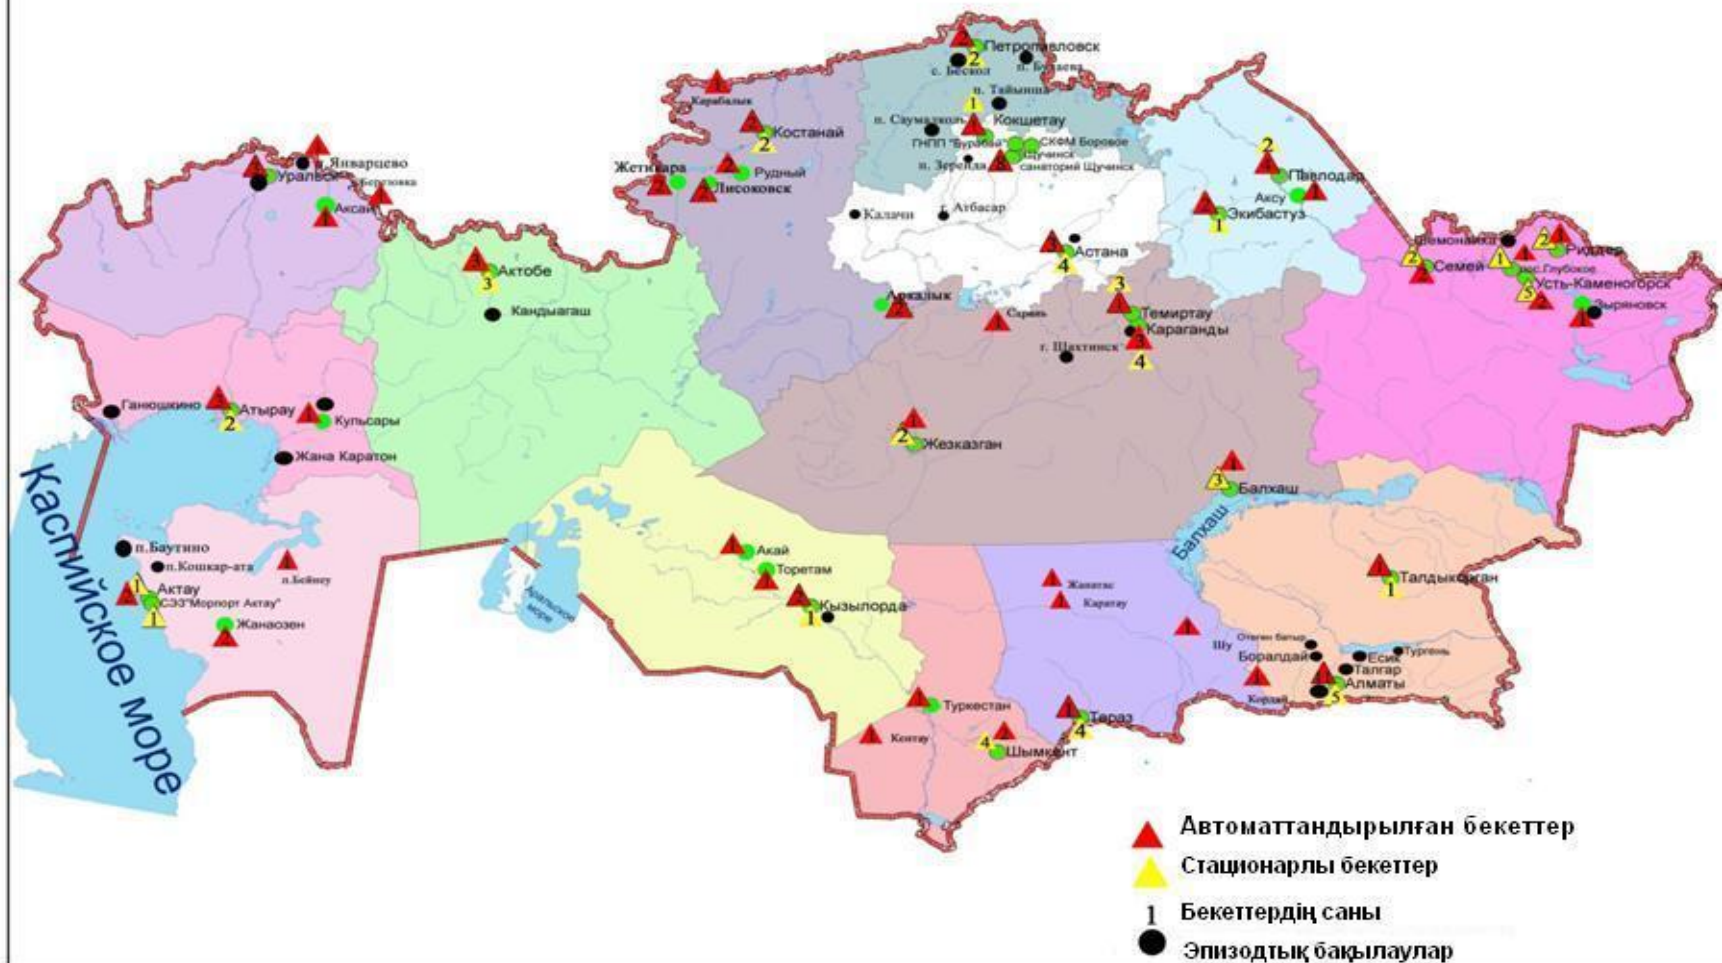 Петропавловск
с. Бескол
п. Булаева
Карабалык
п. Тайынша
Костанай
п. Саумалколь
Кокшетау
ГНПП "Бурабай"
СКФМ Боровое
Щучинск
п. Зеренда
санаторий Щучинск
п. Январцево
Уральск
п. Березовка
Аксай
Жетикара
Рудный
Лисоковск
Калачи
г. Атбасар
Астана
Павлодар
Аксу
Экибастуз
Шемонаиха
Риддер
Семей
пос. Глубокое
Усть-Каменогорск
Зыряновск
Актобе
Кандыагаш
Аркалык
Сарань
Темиртау
Караганды
г. Шахтинск
Ганюшкино
Атырау
Кульсары
Жана Каратон
Жезказган
Балхаш
Балхаш
Каспийское море
п.Баутино
п.Кошкар-ата
п.Бейнеу
Актау
СЭЗ"Морпорт Актау"
Жанаозен
Аральское
море
Акай
Торетам
Кызылорда
Жанатас
Каратау
Шу
Талдыкорган
Отеген батыр
Боралдай
Есик
Тургень
Талгар
Алматы
Кордай
Туркестан
Кентау
Тараз
Шымкент
Автоматтандырылған бекеттер
Стационарлы бекеттер
1 Бекеттердің саны
Эпизодтық бақылаулар